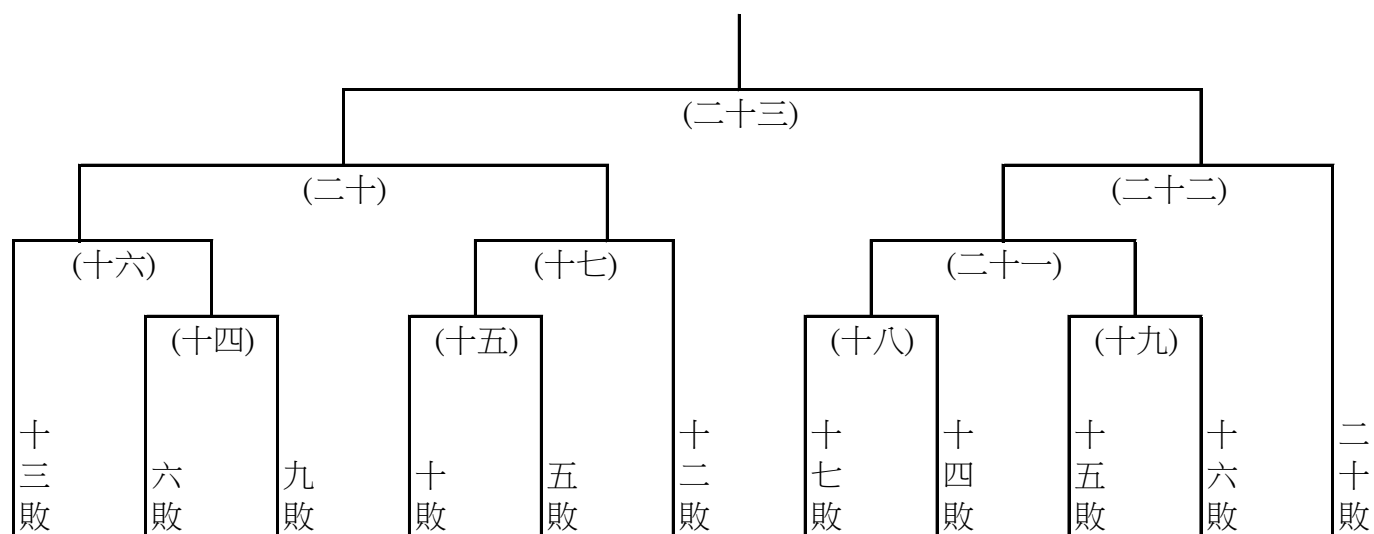 (二十三)
(二十)
(二十二)
(十六)
(十七)
(二十一)
(十四)
(十五)
(十八)
(十九)
十三敗
六敗
九敗
十敗
五敗
十二敗
十七敗
十四敗
十五敗
十六敗
二十敗